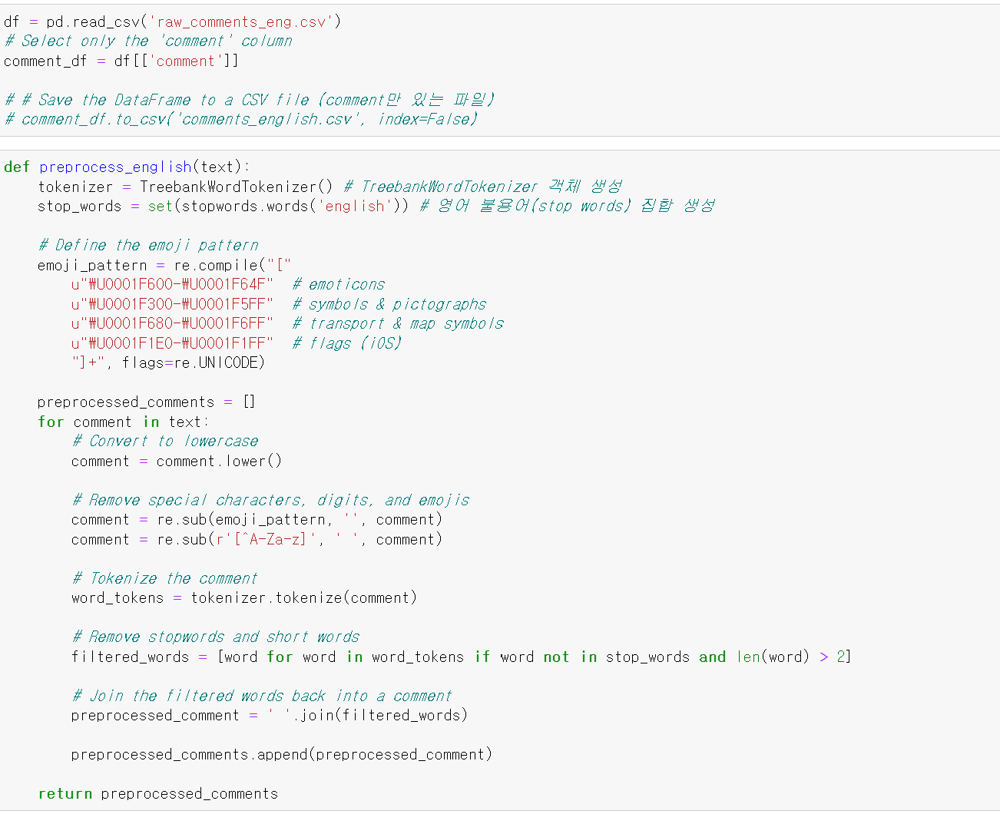 df = pd.read_csv('raw_comments_eng.csv')
# Select only the 'comment' column
comment_df = df[['comment']]
# # Save the DataFrame to a CSV file (comment만 있는 파일)
# comment_df.to_csv('comments_english.csv', index=False)
def preprocess_english(text):
    tokenizer = TreebankWordTokenizer() # TreebankWordTokenizer 객체 생성
    stop_words = set(stopwords.words('english')) # 영어 불용어(stop words) 집합 생성
    # Define the emoji pattern
    emoji_pattern = re.compile("["
        u"₩U0001F600-₩U0001F64F"  # emoticons
        u"₩U0001F300-₩U0001F5FF"  # symbols & pictographs
        u"₩U0001F680-₩U0001F6FF"  # transport & map symbols
        u"₩U0001F1E0-₩U0001F1FF"  # flags (iOS)
        "]+", flags=re.UNICODE)
    preprocessed_comments = []
    for comment in text:
        # Convert to lowercase
        comment = comment.lower()
        # Remove special characters, digits, and emojis
        comment = re.sub(emoji_pattern, '', comment)
        comment = re.sub(r'[^A-Za-z]', ' ', comment)
        # Tokenize the comment
        word_tokens = tokenizer.tokenize(comment)
        # Remove stopwords and short words
        filtered_words = [word for word in word_tokens if word not in stop_words and len(word) > 2]
        # Join the filtered words back into a comment
        preprocessed_comment = ' '.join(filtered_words)
        preprocessed_comments.append(preprocessed_comment)
    return preprocessed_comments